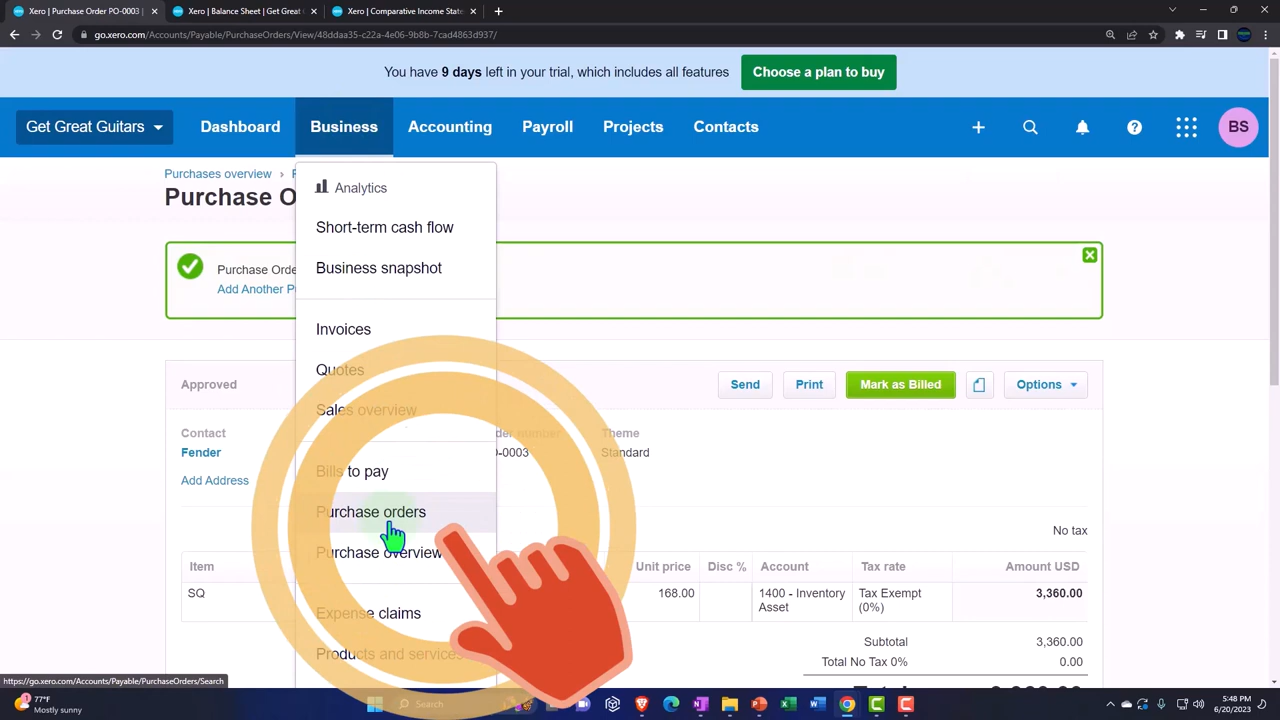 Xero | Purchase Order PO-0003 |
Xero | Balance Sheet | Get Great G
Xero | Comparative Income State
go.xero.com/Accounts/Payable/PurchaseOrders/View/48ddaa35-c22a-4e06-9b8b-7cad4863d937/
You have 9 days left in your trial, which includes all features
Choose a plan to buy
Get Great Guitars
Dashboard
Business
Accounting
Payroll
Projects
Contacts
BS
Purchases overview › P
Purchase O
Analytics
Short-term cash flow
Business snapshot
Invoices
Quotes
Sales overview
Bills to pay
Purchase orders
Purchase overview
Expense claims
Products and services
Purchase Orde
Add Another P
Approved
Send
Print
Mark as Billed
Options
Contact
Fender
Add Address
der number
Theme
O-0003
Standard
No tax
Item
Unit price
Disc %
Account
Tax rate
Amount USD
SQ
168.00
1400 - Inventory Asset
Tax Exempt (0%)
3,360.00
Subtotal
3,360.00
Total No Tax 0%
0.00
https://go.xero.com/Accounts/Payable/PurchaseOrders/Search
77°F
Mostly sunny
Search
5:48 PM
6/20/2023